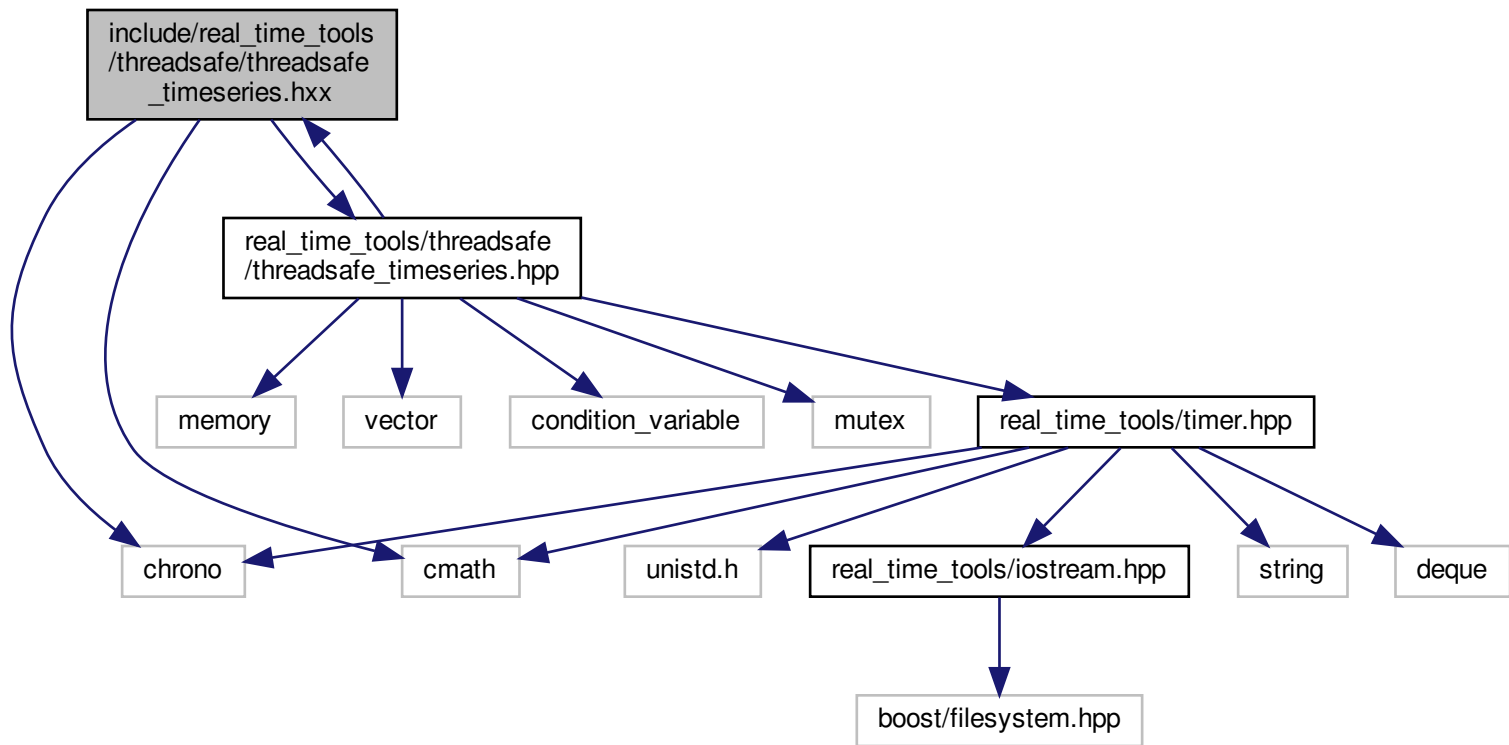 include/real_time_tools
/threadsafe/threadsafe
_timeseries.hxx
real_time_tools/threadsafe
/threadsafe_timeseries.hpp
memory
vector
condition_variable
mutex
real_time_tools/timer.hpp
chrono
cmath
unistd.h
real_time_tools/iostream.hpp
string
deque
boost/filesystem.hpp